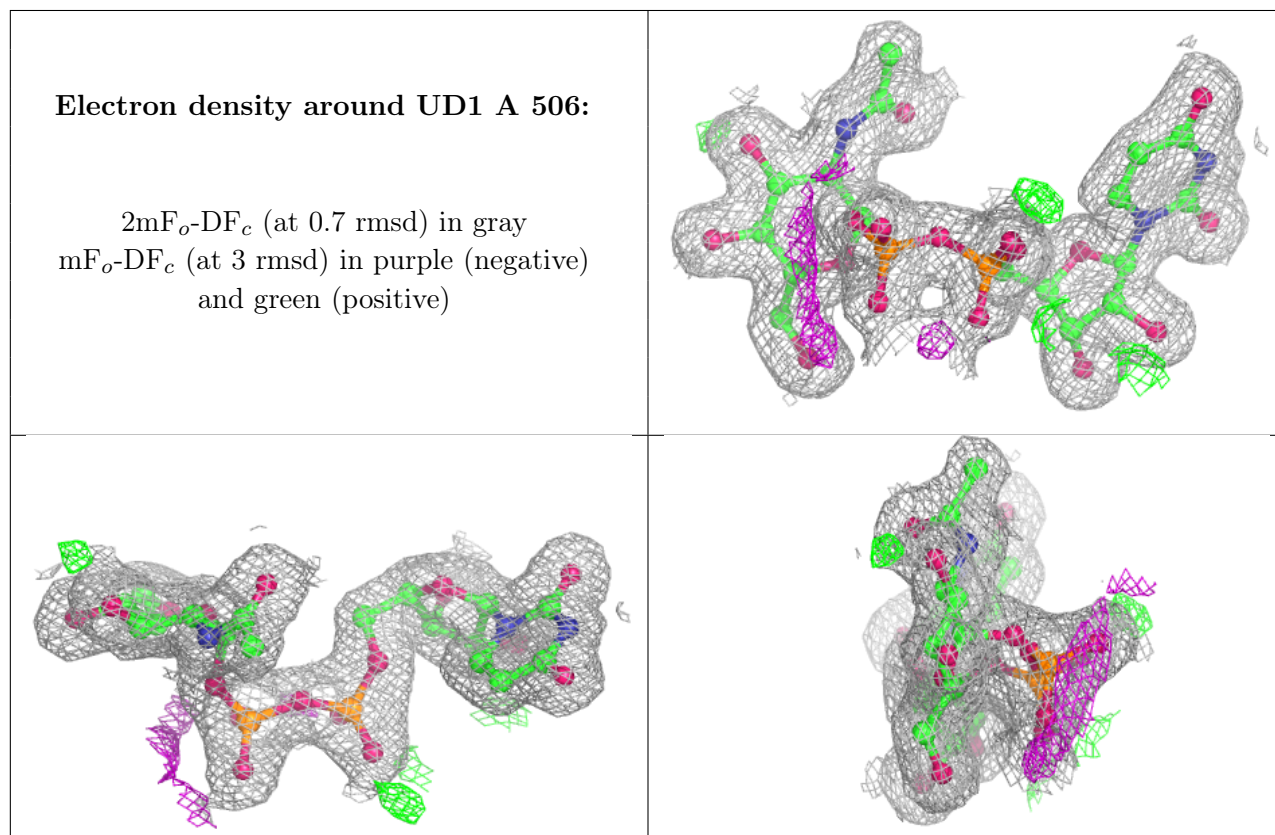 Electron density around UD1 A 506:
2mFₒ-DF𝒸 (at 0.7 rmsd) in gray
mFₒ-DF𝒸 (at 3 rmsd) in purple (negative)
and green (positive)